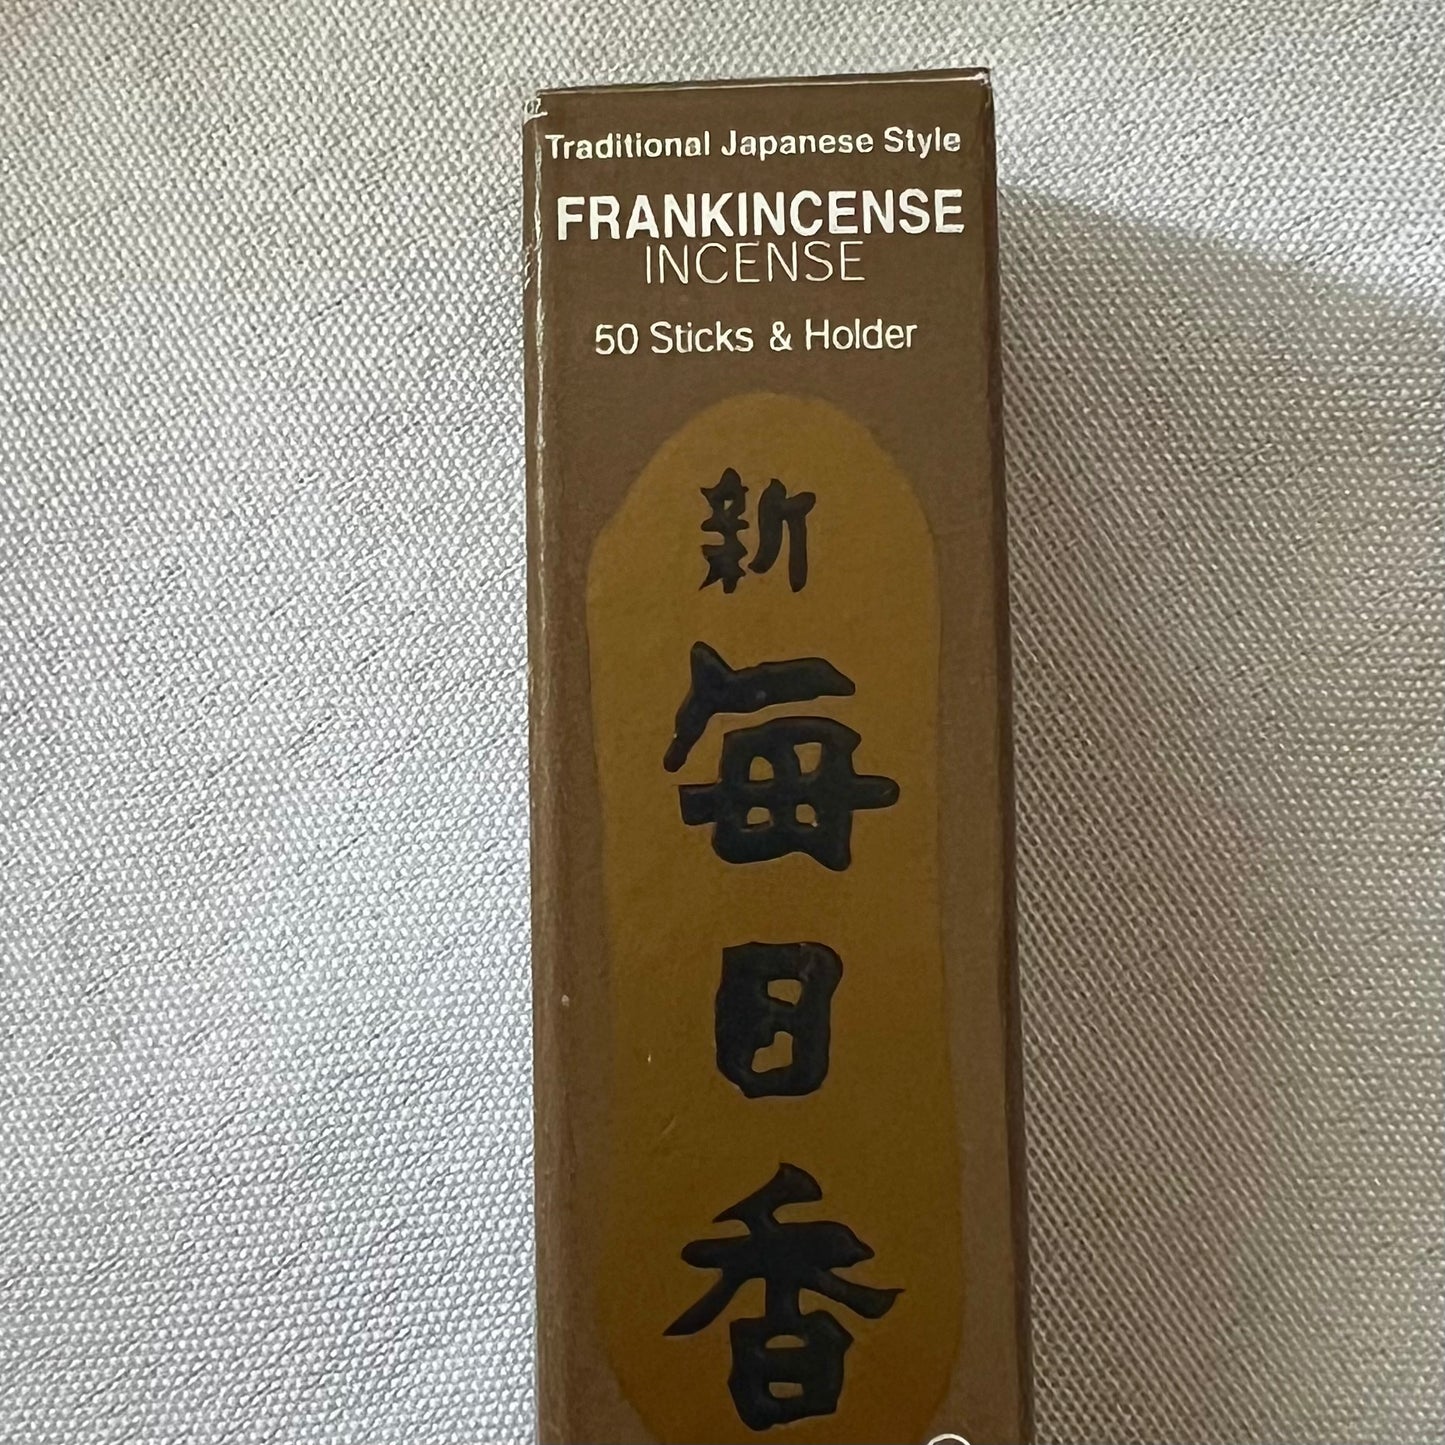 Traditional Japanese Style
FRANKINCENSE
INCENSE
50 Sticks & Holder
新
毎
日
香